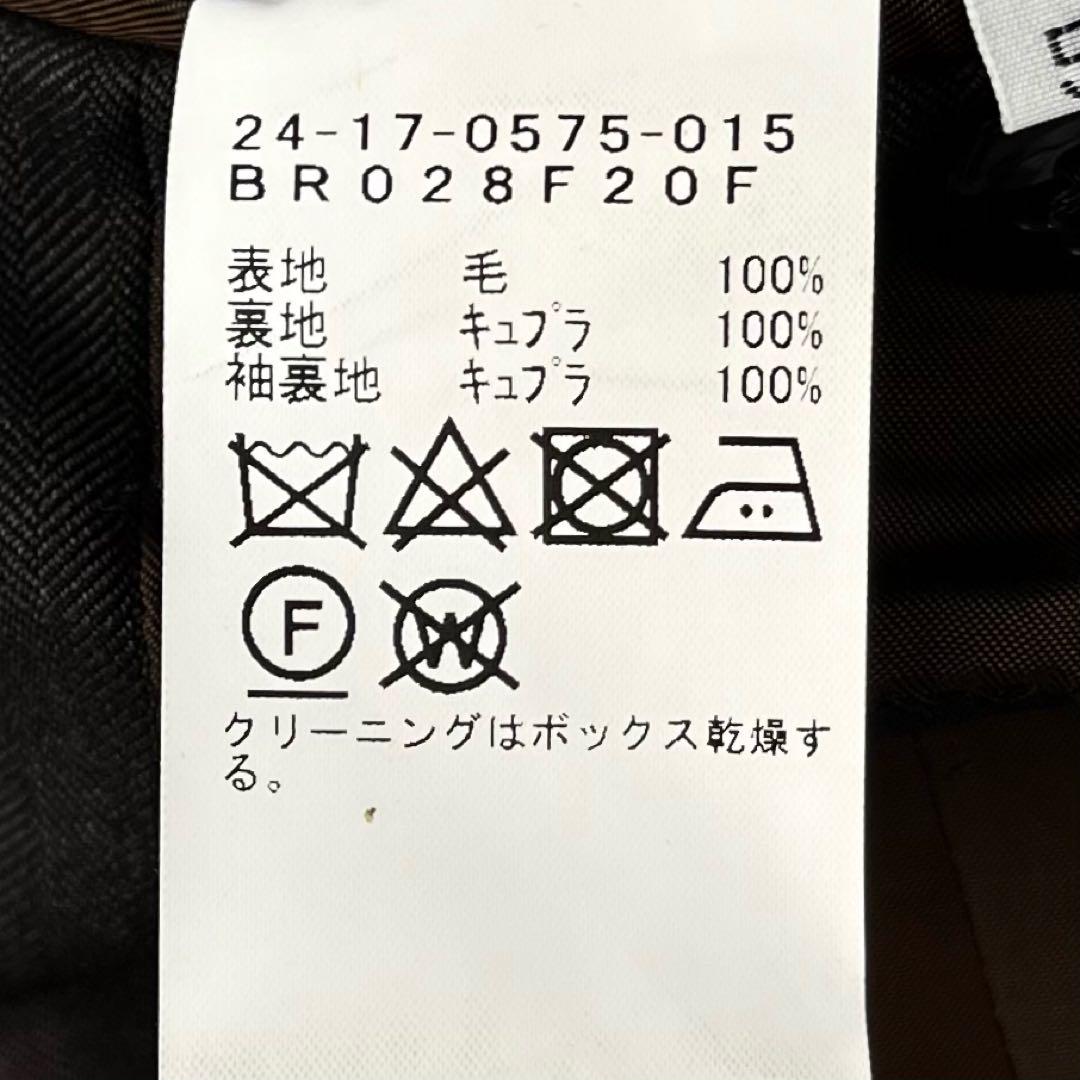 24-17-0575-015
BR028F20F
表地 毛 100%
裏地 キュプラ 100%
袖裏地 キュプラ 100%
F W
クリーニングはボックス乾燥す
る。